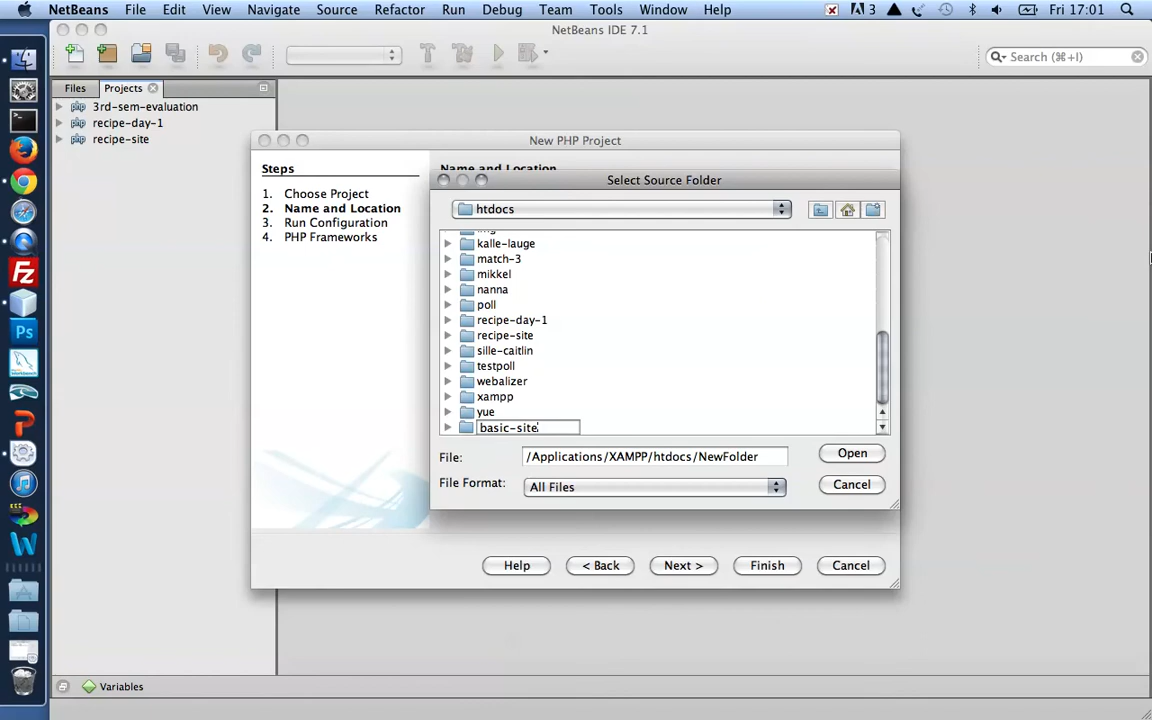 NetBeans File Edit View Navigate Source Refactor Run Debug Team Tools Window Help 3 Fri 17:01
NetBeans IDE 7.1
Search (⌘+I)
Files Projects
3rd-sem-evaluation
recipe-day-1
recipe-site
New PHP Project
Steps
1. Choose Project
2. Name and Location
3. Run Configuration
4. PHP Frameworks
Name and Location
Select Source Folder
htdocs
img
kalle-lauge
match-3
mikkel
nanna
poll
recipe-day-1
recipe-site
sille-caitlin
testpoll
webalizer
xampp
yue
basic-site
File: /Applications/XAMPP/htdocs/NewFolder Open
File Format: All Files Cancel
Help < Back Next > Finish Cancel
Variables
Fz
Ps